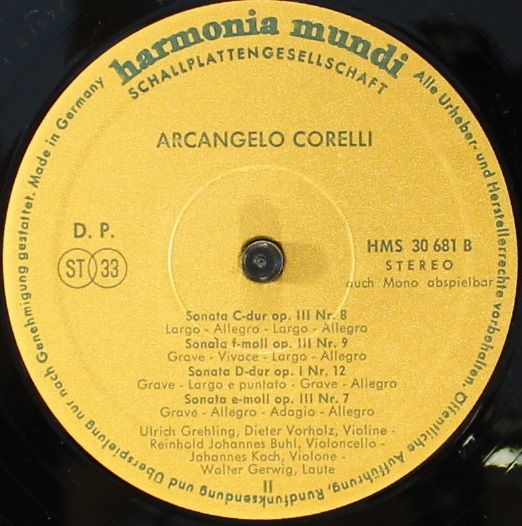 harmonia mundi
SCHALLPLATTENGESELLSCHAFT
Alle Urheber- und Herstellerrechte vorbehalten. Öffentliche Aufführung, Rundfunksendung und Überspielung nur nach Genehmigung gestattet. Made in Germany
ARCANGELO CORELLI
D. P.
ST 33
HMS 30 681 B
STEREO
auch Mono abspielbar
Sonata C-dur op. III Nr. 8
Largo - Allegro - Largo - Allegro
Sonata f-moll op. III Nr. 9
Grave - Vivace - Largo - Allegro
Sonata D-dur op. I Nr. 12
Grave - Largo e puntato - Grave - Allegro
Sonata e-moll op. III Nr. 7
Grave - Allegro - Adagio - Allegro
Ulrich Grehling, Dieter Vorholz, Violine -
Reinhold Johannes Buhl, Violoncello -
Johannes Koch, Violone -
Walter Gerwig, Laute
II